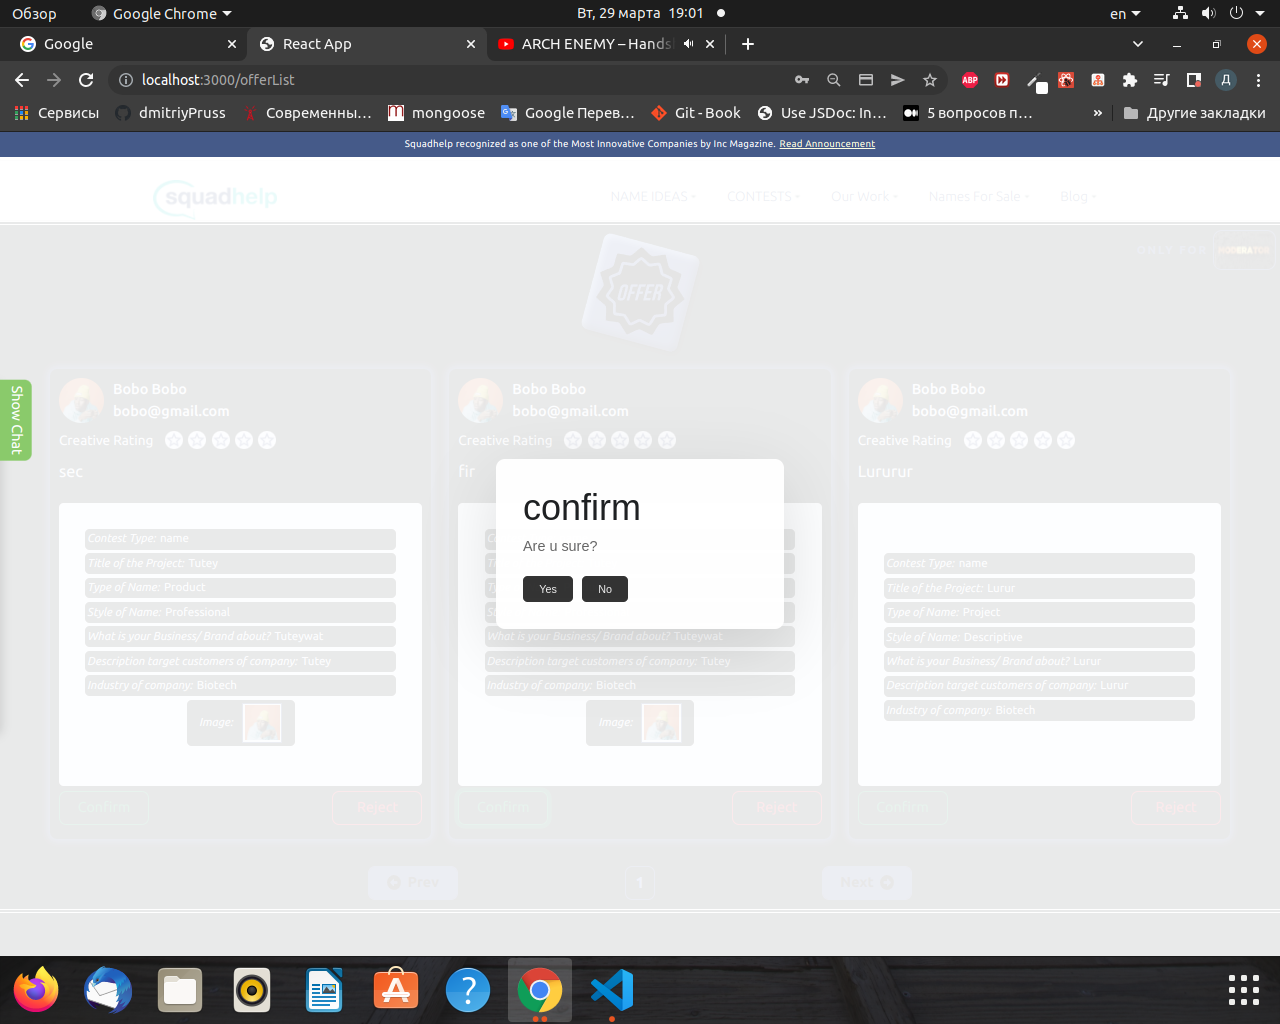 Обзор
Google Chrome
Вт, 29 марта 19:01
en
Google
React App
ARCH ENEMY – Hands
localhost:3000/offerList
ABP
Д
Сервисы
dmitriyPruss
Современны…
mongoose
Google Перев…
Git - Book
Use JSDoc: In…
5 вопросов п…
»
Другие закладки
Squadhelp recognized as one of the Most Innovative Companies by Inc Magazine. Read Announcement
squadhelp
NAME IDEAS
CONTESTS
Our Work
Names For Sale
Blog
ONLY FOR MODERATOR
OFFER
Show Chat
Bobo Bobo
bobo@gmail.com
Creative Rating
sec
Contest Type: name
Title of the Project: Tutey
Type of Name: Product
Style of Name: Professional
What is your Business/ Brand about? Tuteywat
Description target customers of company: Tutey
Industry of company: Biotech
Image:
Confirm
Reject
Bobo Bobo
bobo@gmail.com
Creative Rating
fir
What is your Business/ Brand about? Tuteywat
Description target customers of company: Tutey
Industry of company: Biotech
Image:
Confirm
Reject
Bobo Bobo
bobo@gmail.com
Creative Rating
Lururur
Contest Type: name
Title of the Project: Lurur
Type of Name: Project
Style of Name: Descriptive
What is your Business/ Brand about? Lurur
Description target customers of company: Lurur
Industry of company: Biotech
Confirm
Reject
confirm
Are u sure?
Yes
No
Prev
1
Next